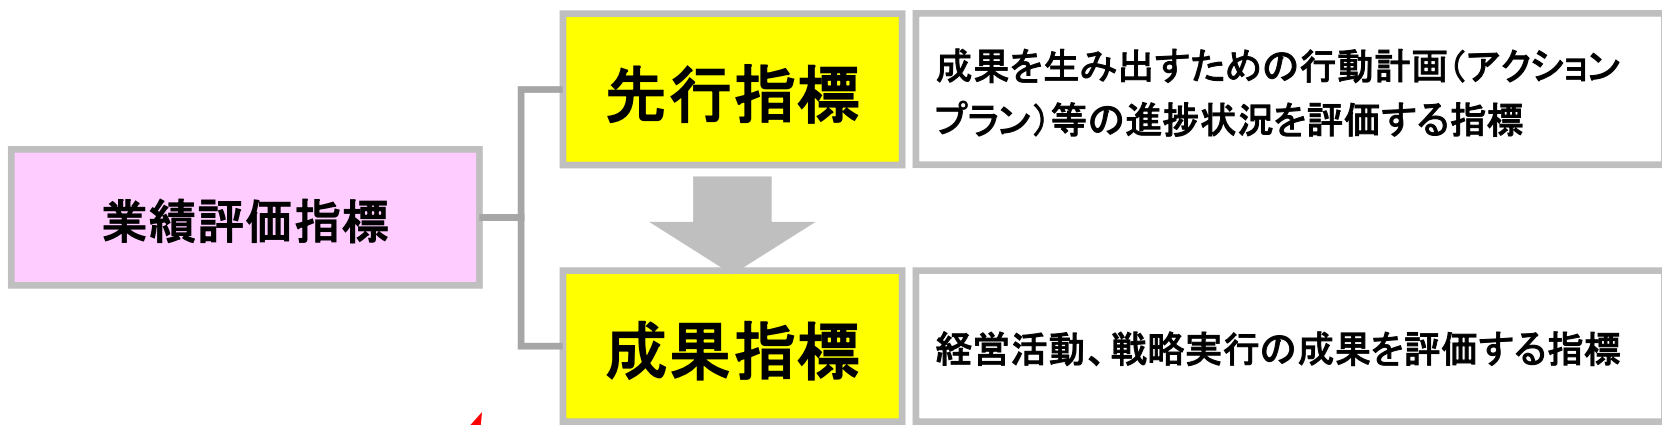 先行指標
成果を生み出すための行動計画（アクション
プラン）等の進捗状況を評価する指標
業績評価指標
成果指標
経営活動、戦略実行の成果を評価する指標